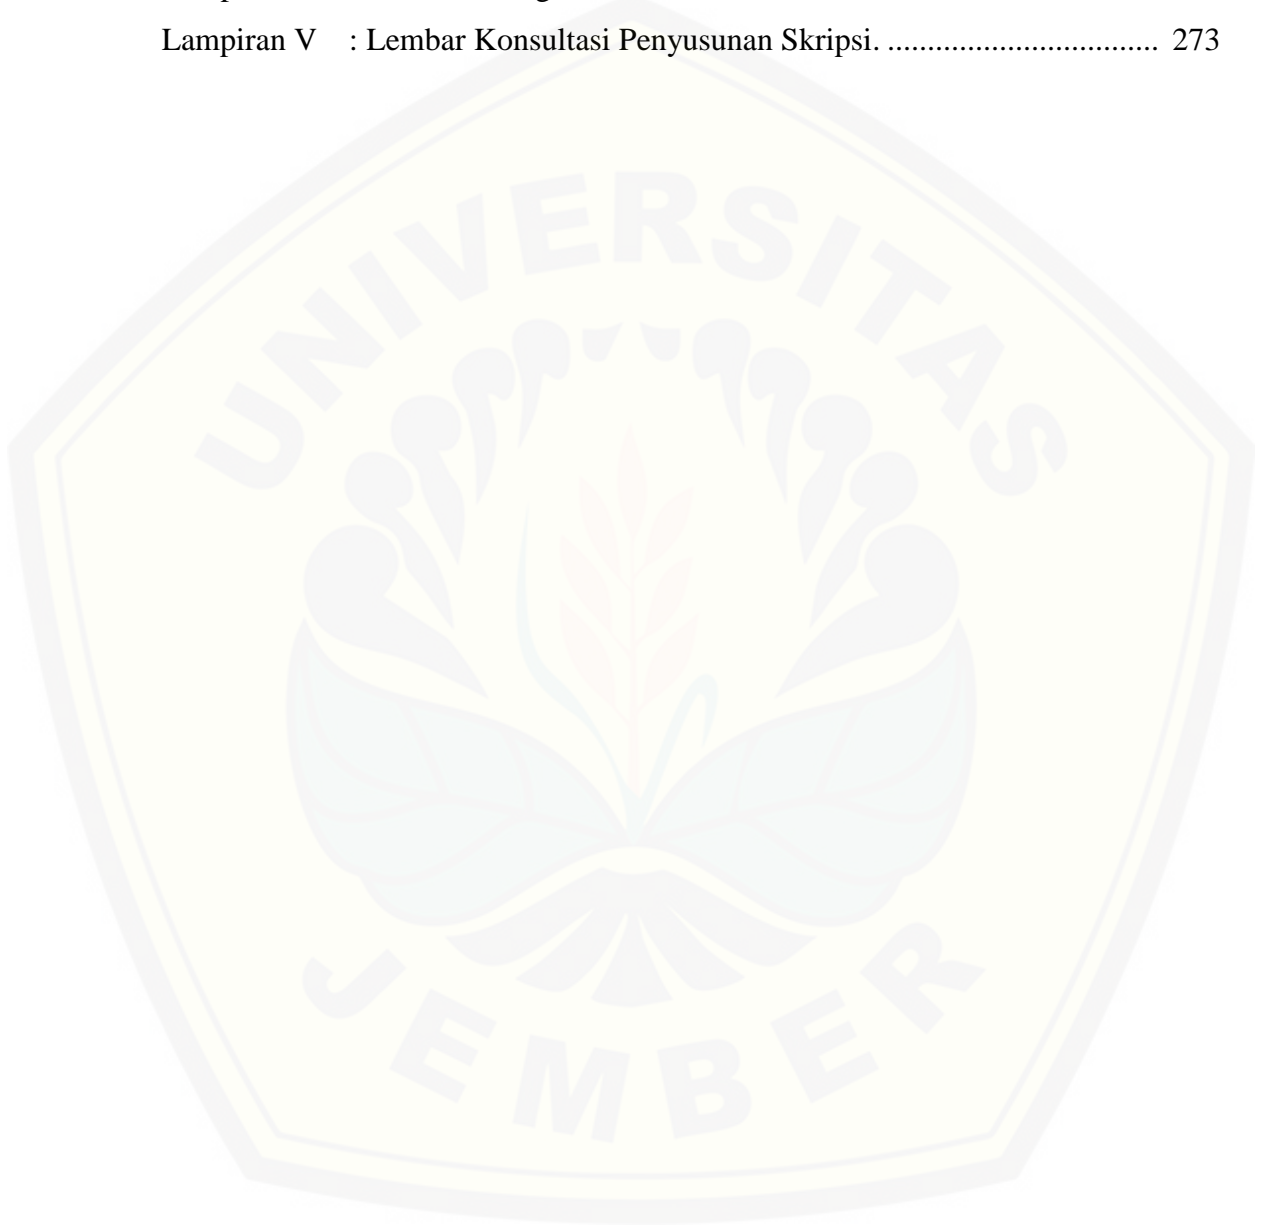 Lampiran V : Lembar Konsultasi Penyusunan Skripsi. .................................. 273
UNIVERSITAS
JEMBER